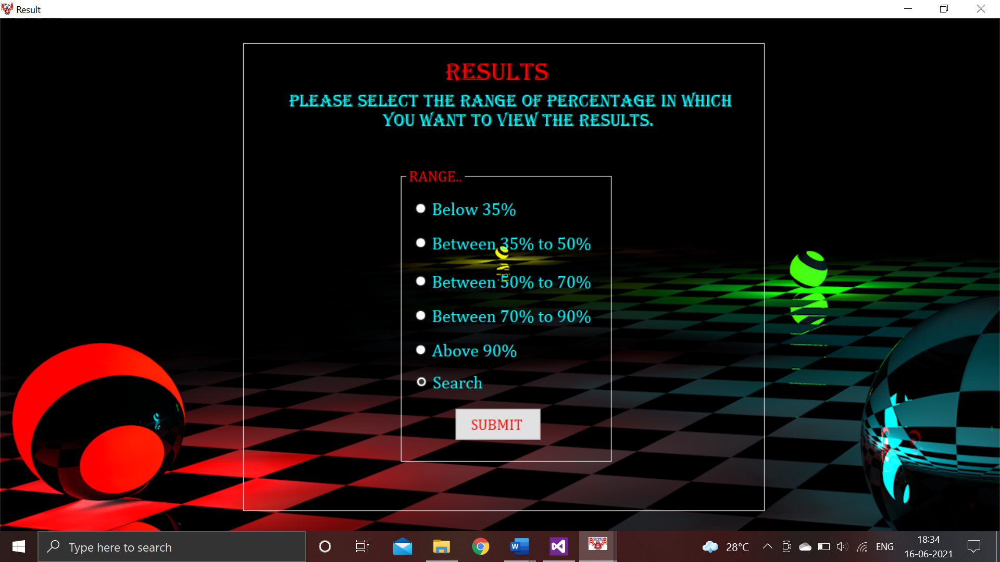 Result
RESULTS
PLEASE SELECT THE RANGE OF PERCENTAGE IN WHICH
YOU WANT TO VIEW THE RESULTS.
RANGE..
Below 35%
Between 35% to 50%
Between 50% to 70%
Between 70% to 90%
Above 90%
Search
SUBMIT
Type here to search
28°C
ENG
18:34
16-06-2021